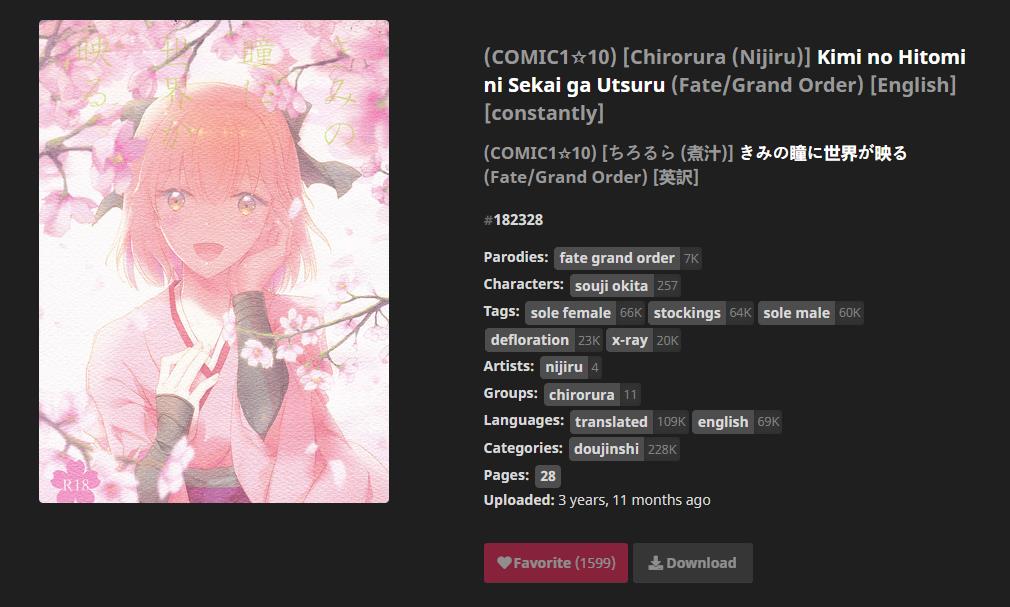 きみの
瞳に
世界が
映る
R18
(COMIC1☆10) [Chirorura (Nijiru)] Kimi no Hitomi
ni Sekai ga Utsuru (Fate/Grand Order) [English]
[constantly]
(COMIC1☆10) [ちろるら (煮汁)] きみの瞳に世界が映る
(Fate/Grand Order) [英訳]
#182328
Parodies: fate grand order 7K
Characters: souji okita 257
Tags: sole female 66K stockings 64K sole male 60K
defloration 23K x-ray 20K
Artists: nijiru 4
Groups: chirorura 11
Languages: translated 109K english 69K
Categories: doujinshi 228K
Pages: 28
Uploaded: 3 years, 11 months ago
Favorite (1599) Download